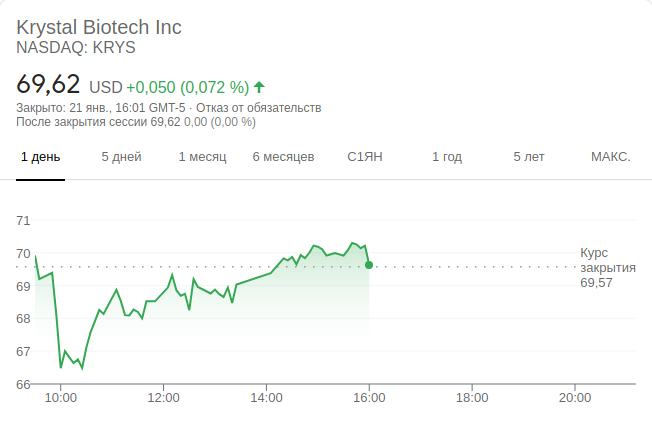 Krystal Biotech Inc
NASDAQ: KRYS
69,62 USD +0,050 (0,072 %)
Закрыто: 21 янв., 16:01 GMT-5 · Отказ от обязательств
После закрытия сессии 69,62 0,00 (0,00 %)
1 день 5 дней 1 месяц 6 месяцев С1ЯН 1 год 5 лет МАКС.
71
70
69
68
67
66
Курс
закрытия
69,57
10:00 12:00 14:00 16:00 18:00 20:00